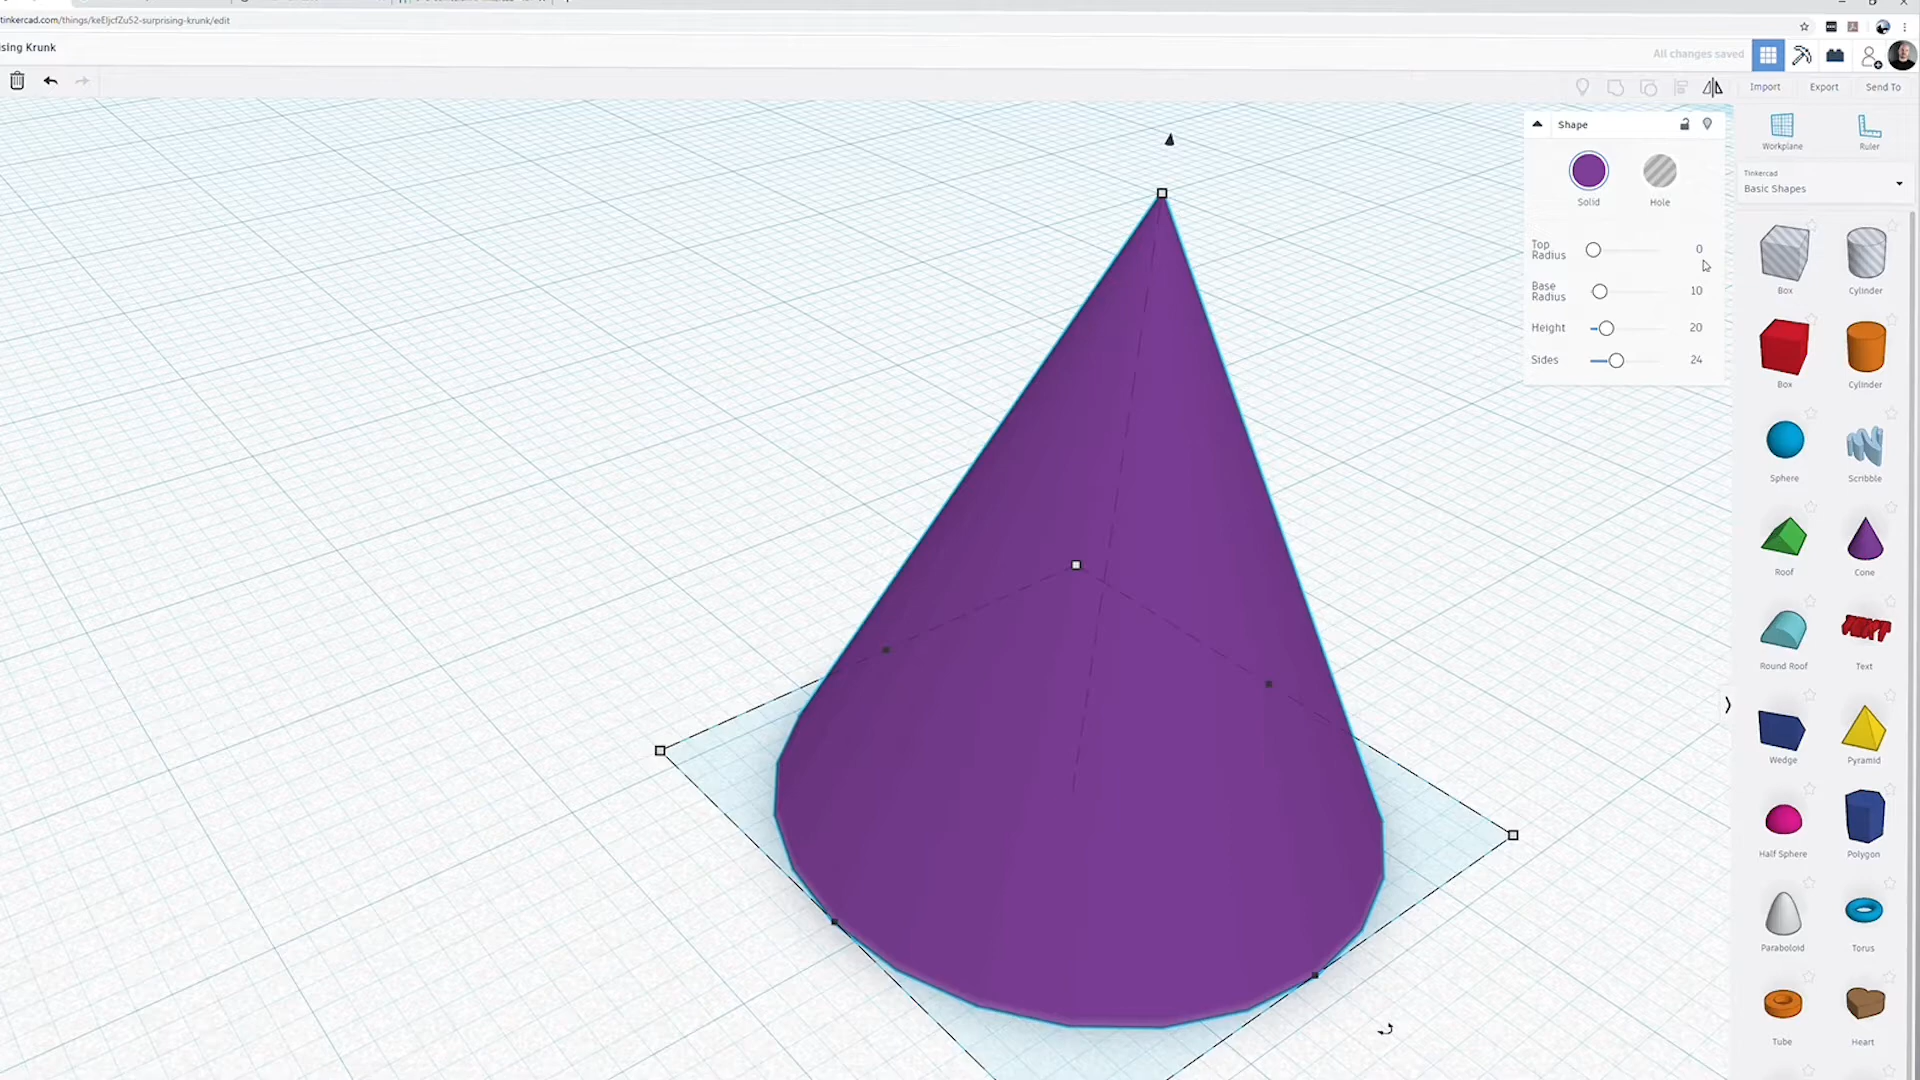 tinkercad.com/things/keEljcfZu52-surprising-krunk/edit
sing Krunk
All changes saved
Import
Export
Send To
Shape
Solid
Hole
Top Radius
0
Base Radius
10
Height
20
Sides
24
Workplane
Ruler
Tinkercad
Basic Shapes
Box
Cylinder
Box
Cylinder
Sphere
Scribble
Roof
Cone
Round Roof
TEXT
Text
Wedge
Pyramid
Half Sphere
Polygon
Paraboloid
Torus
Tube
Heart